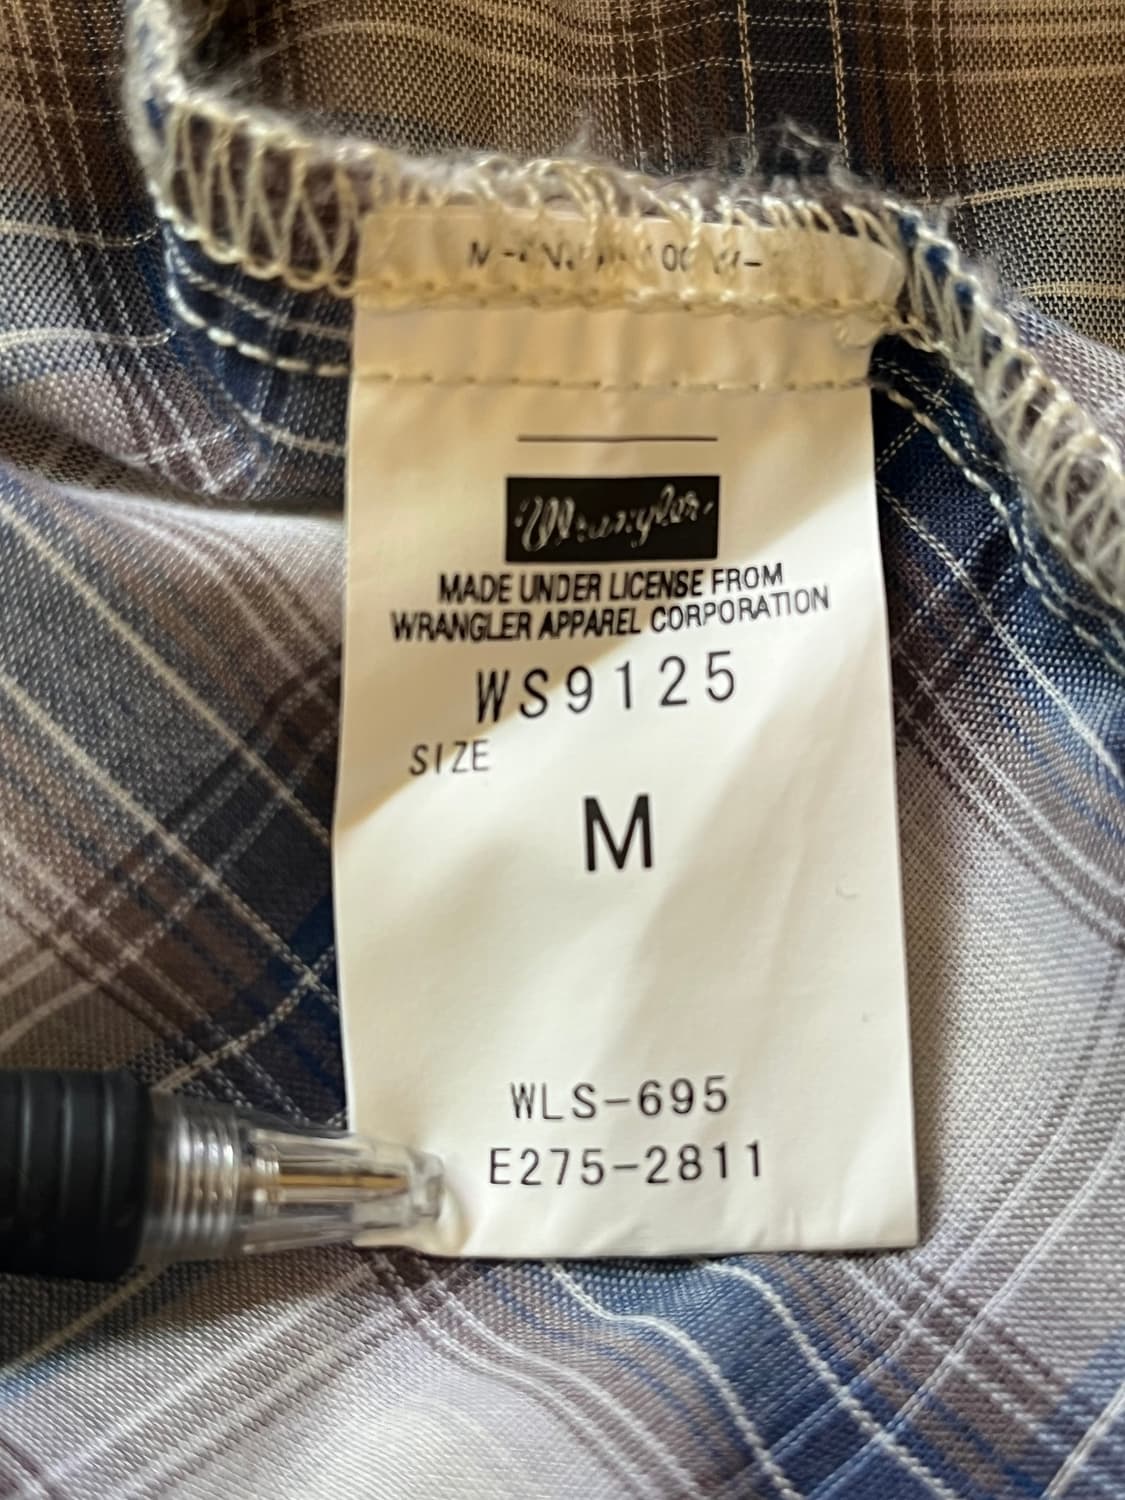 Wrangler
MADE UNDER LICENSE FROM
WRANGLER APPAREL CORPORATION
WS9125
SIZE
M
WLS-695
E275-2811